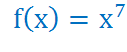 f(x) = x⁷